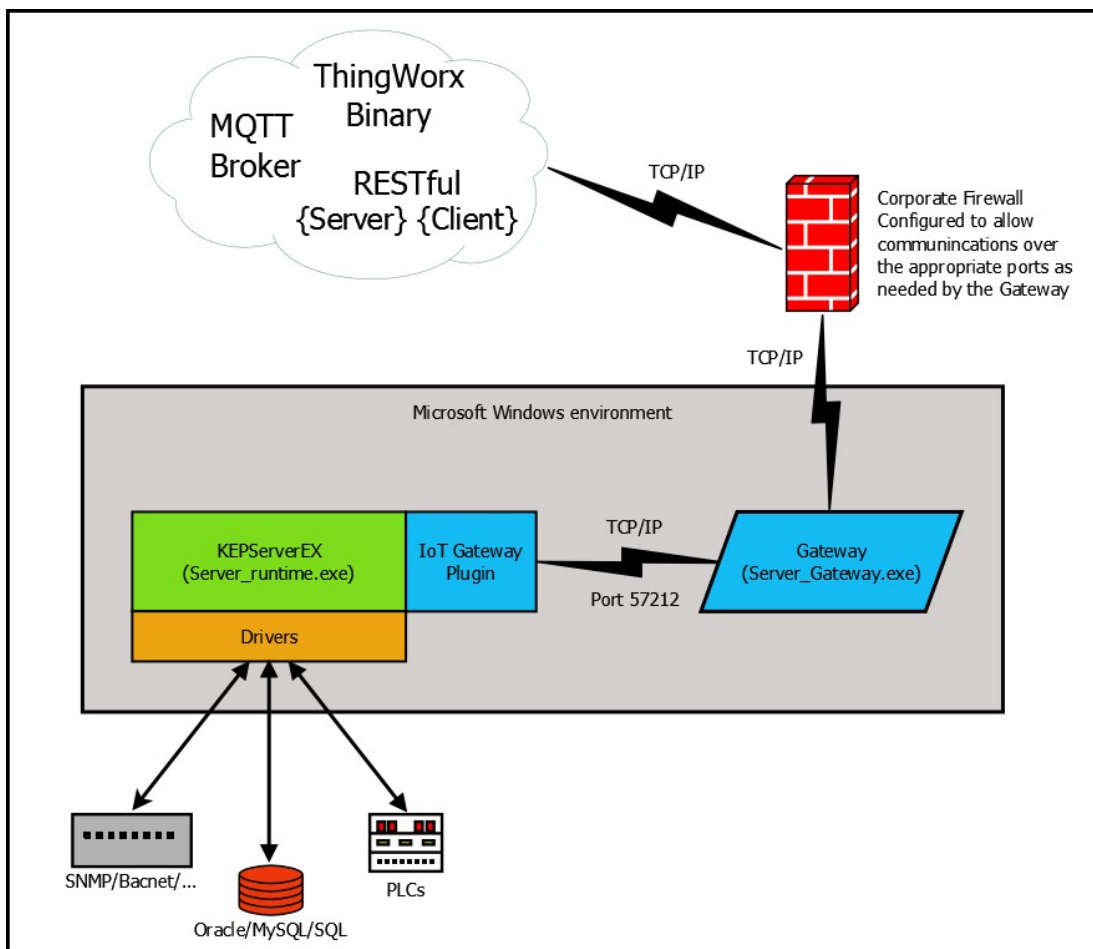 ThingWorx
Binary
MQTT
Broker
RESTful
{Server} {Client}
TCP/IP
Corporate Firewall
Configured to allow
communincations over
the appropriate ports as
needed by the Gateway
TCP/IP
Microsoft Windows environment
KEPServerEX
(Server_runtime.exe)
IoT Gateway
Plugin
TCP/IP
Port 57212
Gateway
(Server_Gateway.exe)
Drivers
SNMP/Bacnet/...
Oracle/MySQL/SQL
PLCs